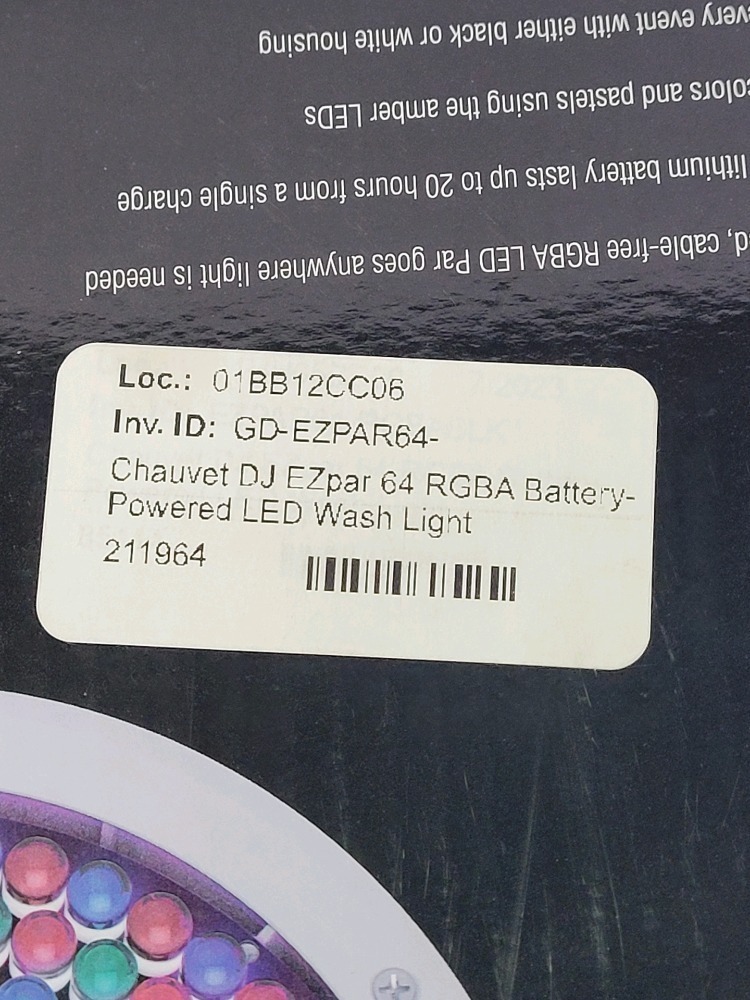 d, cable-free RGBA LED Par goes anywhere light is needed
lithium battery lasts up to 20 hours from a single charge
colors and pastels using the amber LEDs
very event with either black or white housing
Loc.: 01BB12CC06
Inv. ID: GD-EZPAR64-
Chauvet DJ EZpar 64 RGBA Battery-
Powered LED Wash Light
211964